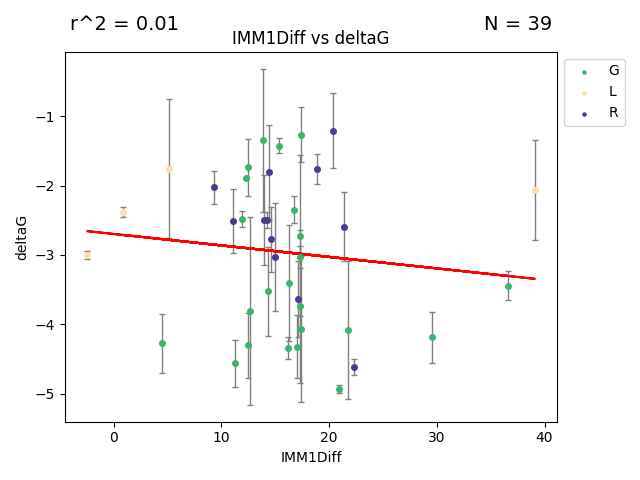 r^2 = 0.01
N = 39
IMM1Diff vs deltaG
G
L
R
−1
−2
−3
−4
−5
deltaG
0
10
20
30
40
IMM1Diff